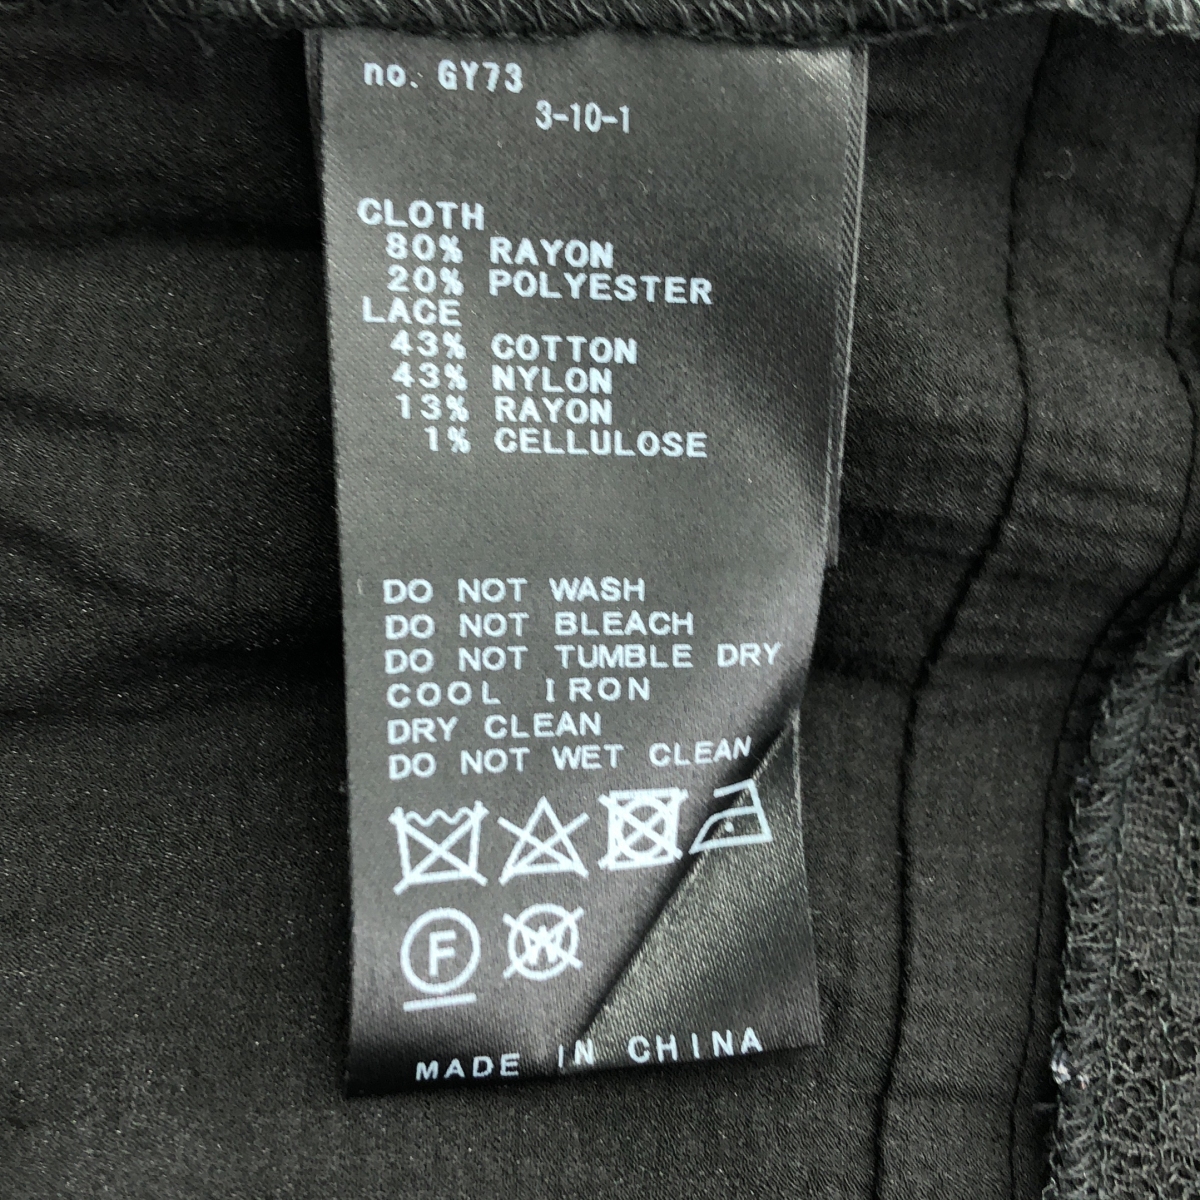 no. GY73
3-10-1
CLOTH
80% RAYON
20% POLYESTER
LACE
43% COTTON
43% NYLON
13% RAYON
1% CELLULOSE
DO NOT WASH
DO NOT BLEACH
DO NOT TUMBLE DRY
COOL IRON
DRY CLEAN
DO NOT WET CLEAN
F W
MADE IN CHINA